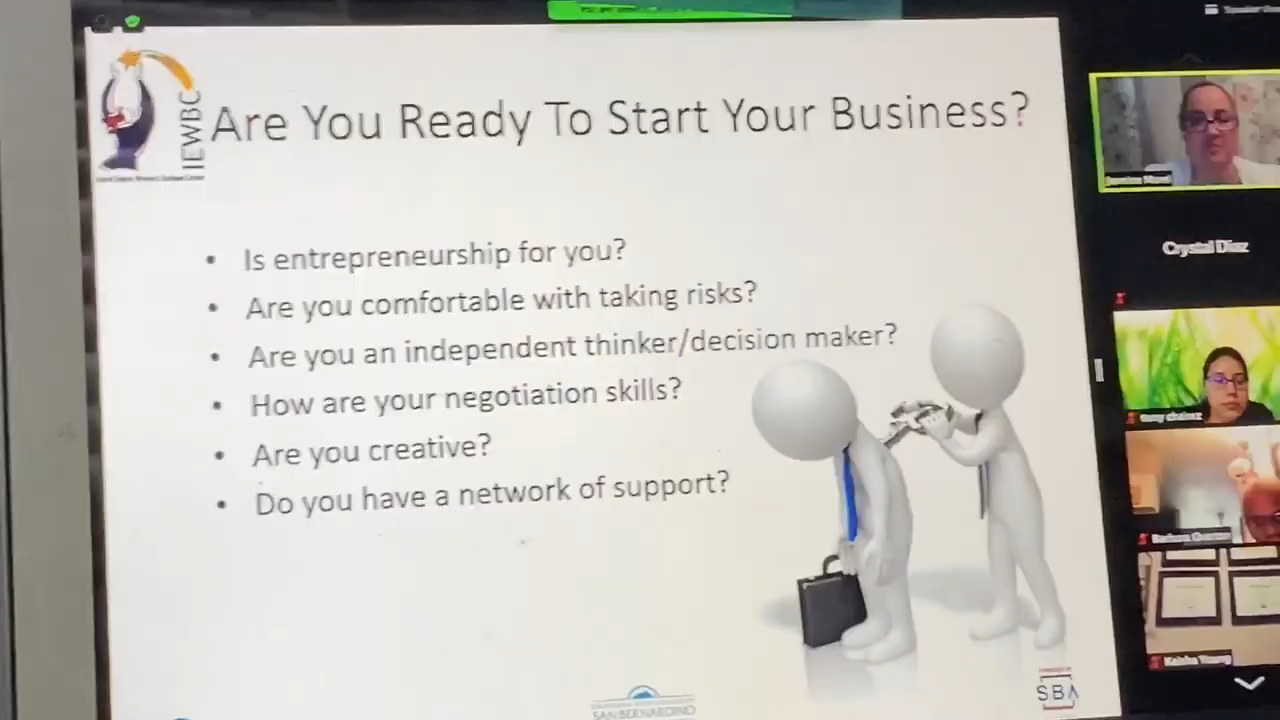 IEWBC
Are You Ready To Start Your Business?
• Is entrepreneurship for you?
• Are you comfortable with taking risks?
• Are you an independent thinker/decision maker?
• How are your negotiation skills?
• Are you creative?
• Do you have a network of support?
Crystal Diaz
SAN BERNARDINO
SBA